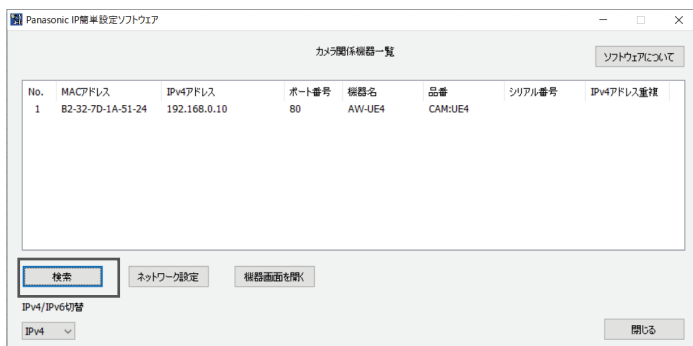 Panasonic IP簡単設定ソフトウェア
カメラ関係機器一覧
ソフトウェアについて
No. MACアドレス IPv4アドレス ポート番号 機器名 品番 シリアル番号 IPv4アドレス重複
1 B2-32-7D-1A-51-24 192.168.0.10 80 AW-UE4 CAM:UE4
検索 ネットワーク設定 機器画面を開く
IPv4/IPv6切替
IPv4 閉じる